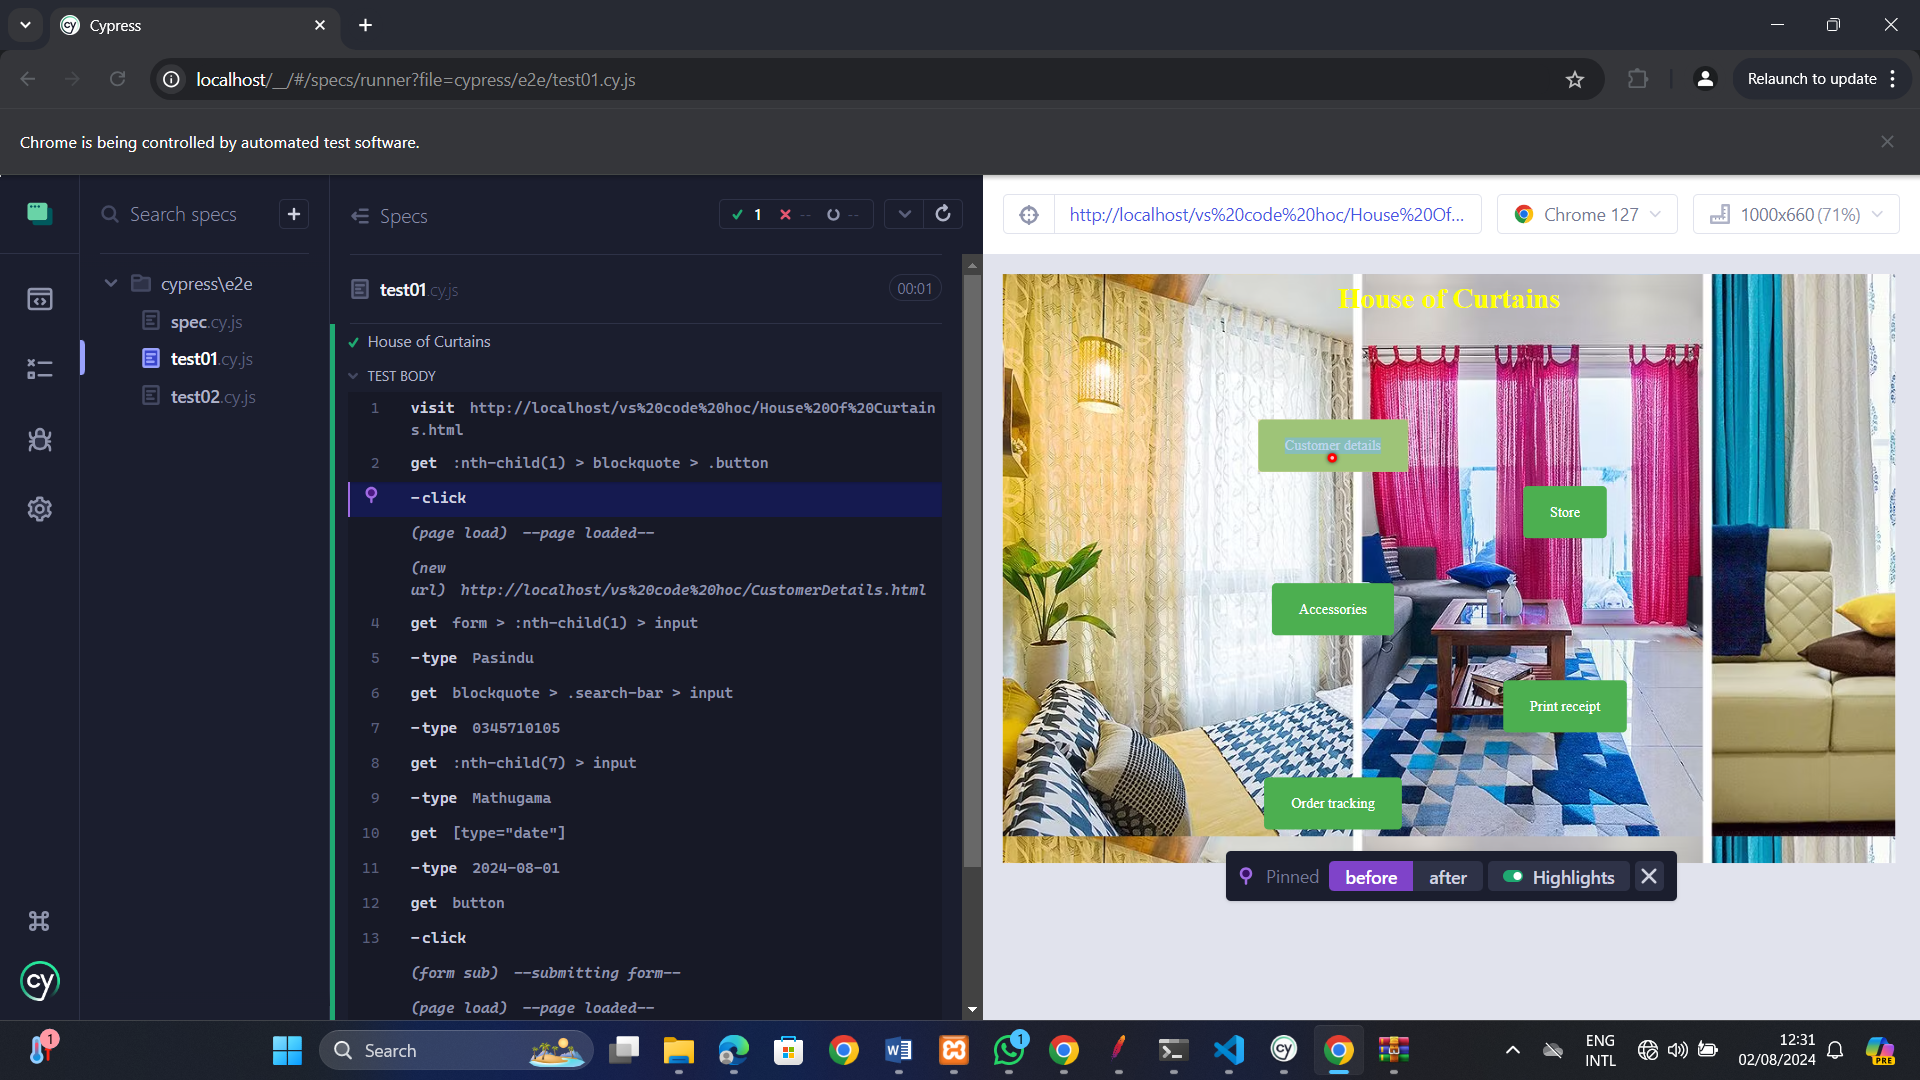 Cypress
localhost/__/#/specs/runner?file=cypress/e2e/test01.cy.js
Relaunch to update
Chrome is being controlled by automated test software.
Search specs
+
Specs
1 -- --
http://localhost/vs%20code%20hoc/House%20Of...
Chrome 127
1000x660 (71%)
cypress\e2e
spec.cy.js
test01.cy.js
test02.cy.js
test01.cy.js
00:01
House of Curtains
TEST BODY
1 visit http://localhost/vs%20code%20hoc/House%20Of%20Curtain
s.html
2 get :nth-child(1) > blockquote > .button
-click
(page load) --page loaded--
(new
url) http://localhost/vs%20code%20hoc/CustomerDetails.html
4 get form > :nth-child(1) > input
5 -type Pasindu
6 get blockquote > .search-bar > input
7 -type 0345710105
8 get :nth-child(7) > input
9 -type Mathugama
10 get [type="date"]
11 -type 2024-08-01
12 get button
13 -click
(form sub) --submitting form--
(page load) --page loaded--
House of Curtains
Customer details
Store
Accessories
Print receipt
Order tracking
Pinned before after Highlights
cy
1
Search
1
ENG
INTL
12:31
02/08/2024
PRE